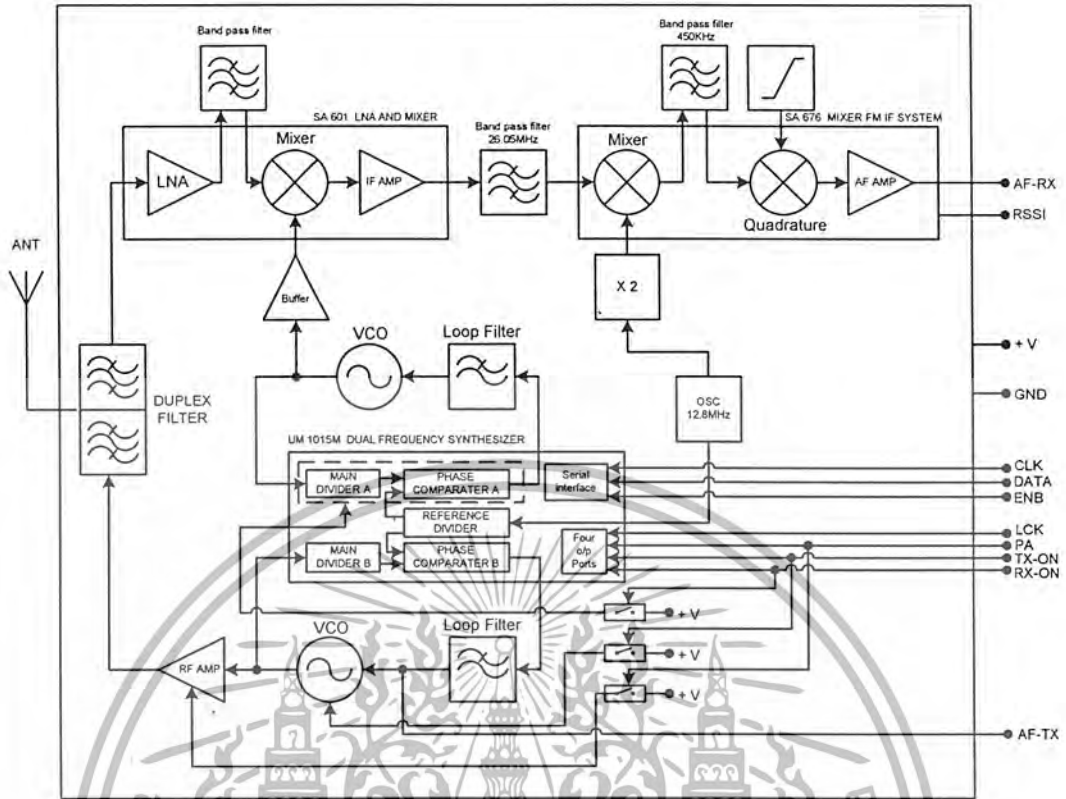 Band pass filter
Band pass filter
450KHz
SA 601 LNA AND MIXER
SA 676 MIXER FM IF SYSTEM
Band pass filter
26.05MHz
LNA
Mixer
IF AMP
Mixer
Quadrature
AF AMP
AF-RX
RSSI
ANT
Buffer
X 2
VCO
Loop Filter
+ V
DUPLEX
FILTER
OSC
12.8MHz
GND
UM 1015M DUAL FREQUENCY SYNTHESIZER
MAIN
DIVIDER A
PHASE
COMPARATER A
Serial
interface
CLK
DATA
ENB
REFERENCE
DIVIDER
Four
o/p
Ports
LCK
PA
TX-ON
RX-ON
MAIN
DIVIDER B
PHASE
COMPARATER B
+ V
VCO
Loop Filter
+ V
RF AMP
+ V
AF-TX